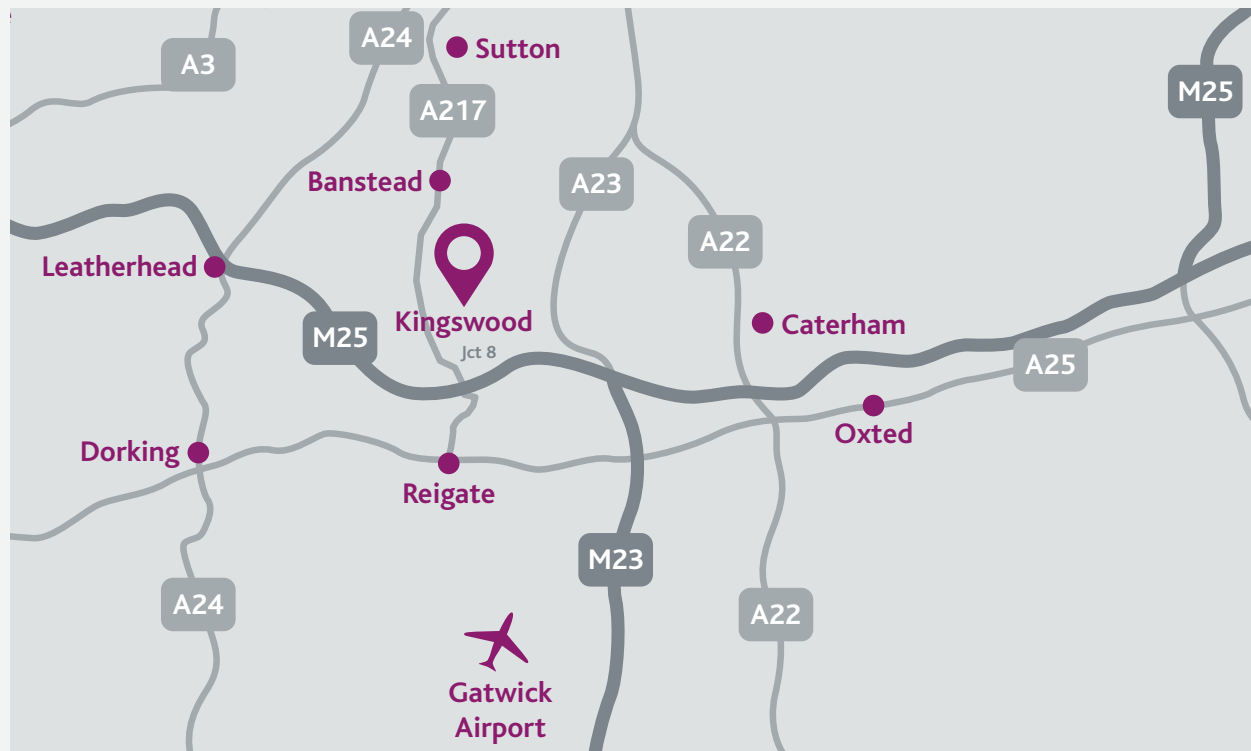 A24
Sutton
A3
M25
A217
Banstead
A23
A22
Leatherhead
Kingswood
Caterham
M25
Jct 8
A25
Oxted
Dorking
Reigate
M23
A24
A22
Gatwick
Airport